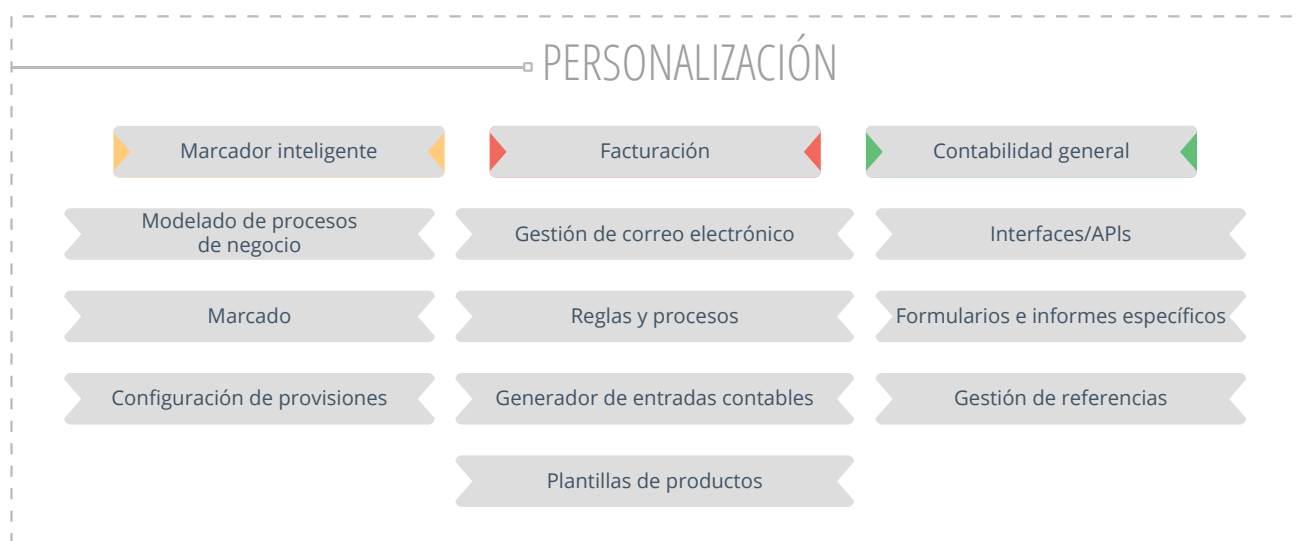 PERSONALIZACIÓN
Marcador inteligente
Facturación
Contabilidad general
Modelado de procesos
de negocio
Gestión de correo electrónico
Interfaces/APIs
Marcado
Reglas y procesos
Formularios e informes específicos
Configuración de provisiones
Generador de entradas contables
Gestión de referencias
Plantillas de productos